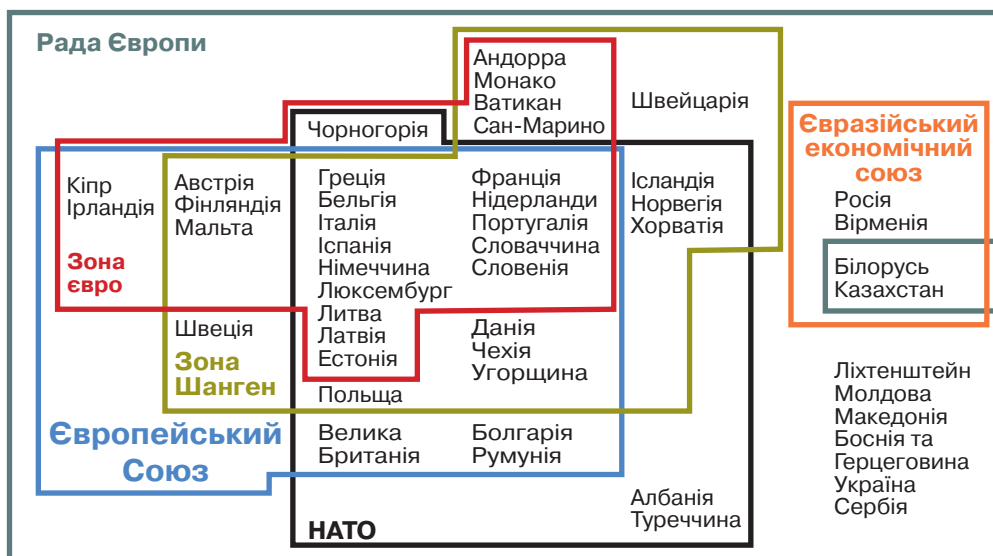 Рада Європи
Андорра
Монако
Ватикан
Сан-Марино
Швейцарія
Чорногорія
Євразійський
економічний
союз
Росія
Вірменія
Білорусь
Казахстан
Кіпр
Ірландія
Зона
євро
Австрія
Фінляндія
Мальта
Швеція
Зона
Шанген
Греція
Бельгія
Італія
Іспанія
Німеччина
Люксембург
Литва
Латвія
Естонія
Польща
Франція
Нідерланди
Португалія
Словаччина
Словенія
Данія
Чехія
Угорщина
Ісландія
Норвегія
Хорватія
Європейський
Союз
Велика
Британія
Болгарія
Румунія
Албанія
Туреччина
НАТО
Ліхтенштейн
Молдова
Македонія
Боснія та
Герцеговина
Україна
Сербія